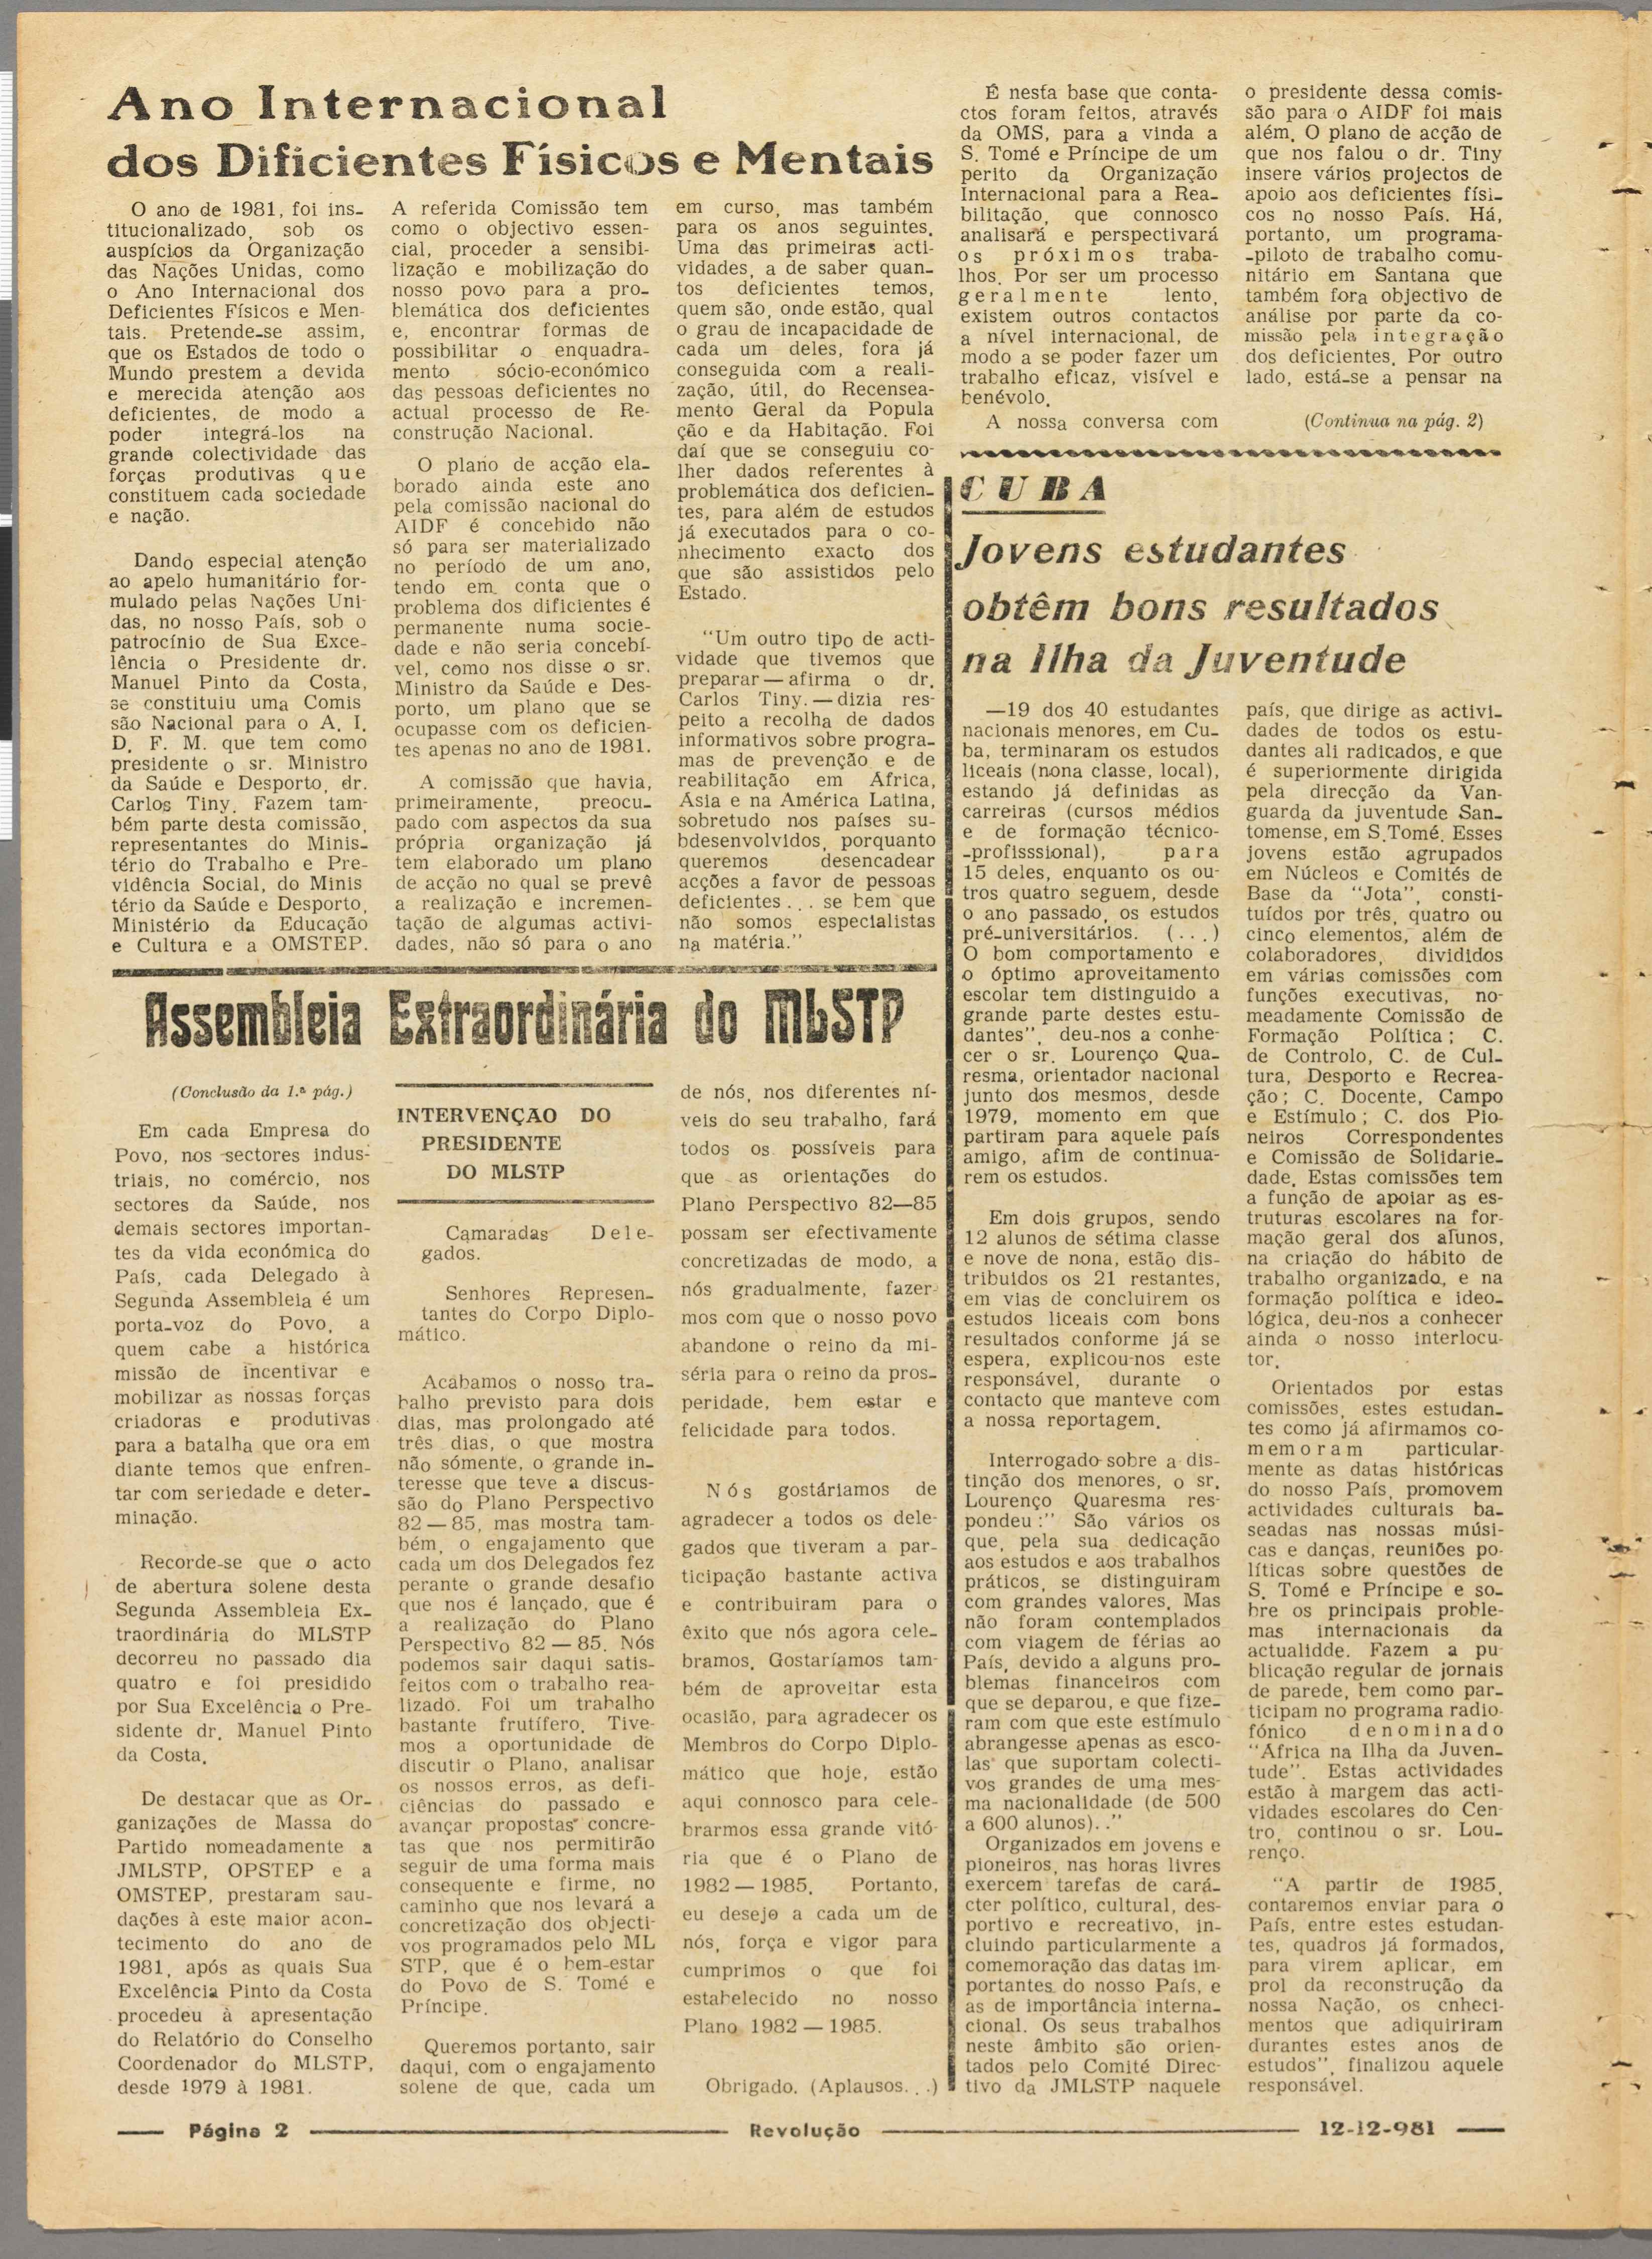 Ano Internacional
dos Dificientes Físicos e Mentais
O ano de 1981, foi ins-
titucionalizado, sob os
auspícios da Organização
das Nações Unidas, como
o Ano Internacional dos
Deficientes Físicos e Men-
tais. Pretende-se assim,
que os Estados de todo o
Mundo prestem a devida
e merecida atenção aos
deficientes, de modo a
poder integrá-los na
grande colectividade das
forças produtivas que
constituem cada sociedade
e nação.
Dando especial atenção
ao apelo humanitário for-
mulado pelas Nações Uni-
das, no nosso País, sob o
patrocínio de Sua Exce-
lência o Presidente dr.
Manuel Pinto da Costa,
se constituiu uma Comis
são Nacional para o A. I.
D. F. M. que tem como
presidente o sr. Ministro
da Saúde e Desporto, dr.
Carlos Tiny. Fazem tam-
bém parte desta comissão,
representantes do Minis-
tério do Trabalho e Pre-
vidência Social, do Minis
tério da Saúde e Desporto,
Ministério da Educação
e Cultura e a OMSTEP.
A referida Comissão tem
como o objectivo essen-
cial, proceder a sensibi-
lização e mobilização do
nosso povo para a pro-
blemática dos deficientes
e, encontrar formas de
possibilitar o enquadra-
mento sócio-económico
das pessoas deficientes no
actual processo de Re-
construção Nacional.
O plano de acção ela-
borado ainda este ano
pela comissão nacional do
AIDF é concebido não
só para ser materializado
no período de um ano,
tendo em conta que o
problema dos dificientes é
permanente numa socie-
dade e não seria concebí-
vel, como nos disse o sr.
Ministro da Saúde e Des-
porto, um plano que se
ocupasse com os deficien-
tes apenas no ano de 1981.
A comissão que havia,
primeiramente, preocu-
pado com aspectos da sua
própria organização já
tem elaborado um plano
de acção no qual se prevê
a realização e incremen-
tação de algumas activi-
dades, não só para o ano
em curso, mas também
para os anos seguintes.
Uma das primeiras acti-
vidades, a de saber quan-
tos deficientes temos,
quem são, onde estão, qual
o grau de incapacidade de
cada um deles, fora já
conseguida com a reali-
zação, útil, do Recensea-
mento Geral da Popula
ção e da Habitação. Foi
daí que se conseguiu co-
lher dados referentes à
problemática dos deficien-
tes, para além de estudos
já executados para o co-
nhecimento exacto dos
que são assistidos pelo
Estado.
"Um outro tipo de acti-
vidade que tivemos que
preparar — afirma o dr.
Carlos Tiny. — dizia res-
peito a recolha de dados
informativos sobre progra-
mas de prevenção e de
reabilitação em África,
Ásia e na América Latina,
sobretudo nos países su-
bdesenvolvidos, porquanto
queremos desencadear
acções a favor de pessoas
deficientes... se bem que
não somos especialistas
na matéria."
É nesta base que conta-
ctos foram feitos, através
da OMS, para a vinda a
S. Tomé e Príncipe de um
perito da Organização
Internacional para a Rea-
bilitação, que connosco
analisará e perspectivará
os próximos traba-
lhos. Por ser um processo
geralmente lento,
existem outros contactos
a nível internacional, de
modo a se poder fazer um
trabalho eficaz, visível e
benévolo.
A nossa conversa com
o presidente dessa comis-
são para o AIDF foi mais
além. O plano de acção de
que nos falou o dr. Tiny
insere vários projectos de
apoio aos deficientes físi-
cos no nosso País. Há,
portanto, um programa-
-piloto de trabalho comu-
nitário em Santana que
também fora objectivo de
análise por parte da co-
missão pela integração
dos deficientes. Por outro
lado, está-se a pensar na
(Continua na pág. 2)
CUBA
Jovens estudantes
obtêm bons resultados
na Ilha da Juventude
—19 dos 40 estudantes
nacionais menores, em Cu-
ba, terminaram os estudos
liceais (nona classe, local),
estando já definidas as
carreiras (cursos médios
e de formação técnico-
-profisssional), para
15 deles, enquanto os ou-
tros quatro seguem, desde
o ano passado, os estudos
pré-universitários. (...)
O bom comportamento e
o óptimo aproveitamento
escolar tem distinguido a
grande parte destes estu-
dantes", deu-nos a conhe-
cer o sr. Lourenço Qua-
resma, orientador nacional
junto dos mesmos, desde
1979, momento em que
partiram para aquele país
amigo, afim de continua-
rem os estudos.
Em dois grupos, sendo
12 alunos de sétima classe
e nove de nona, estão dis-
tribuidos os 21 restantes,
em vias de concluirem os
estudos liceais com bons
resultados conforme já se
espera, explicou-nos este
responsável, durante o
contacto que manteve com
a nossa reportagem.
Interrogado sobre a dis-
tinção dos menores, o sr.
Lourenço Quaresma res-
pondeu:" São vários os
que, pela sua dedicação
aos estudos e aos trabalhos
práticos, se distinguiram
com grandes valores. Mas
não foram contemplados
com viagem de férias ao
País, devido a alguns pro-
blemas financeiros com
que se deparou, e que fize-
ram com que este estímulo
abrangesse apenas as esco-
las que suportam colecti-
vos grandes de uma mes-
ma nacionalidade (de 500
a 600 alunos).."
Organizados em jovens e
pioneiros, nas horas livres
exercem tarefas de cará-
cter político, cultural, des-
portivo e recreativo, in-
cluindo particularmente a
comemoração das datas im-
portantes do nosso País, e
as de importância interna-
cional. Os seus trabalhos
neste âmbito são orien-
tados pelo Comité Direc-
tivo da JMLSTP naquele
país, que dirige as activi-
dades de todos os estu-
dantes ali radicados, e que
é superiormente dirigida
pela direcção da Van-
guarda da juventude San-
tomense, em S.Tomé. Esses
jovens estão agrupados
em Núcleos e Comités de
Base da "Jota", consti-
tuídos por três, quatro ou
cinco elementos, além de
colaboradores, divididos
em várias comissões com
funções executivas, no-
meadamente Comissão de
Formação Política; C.
de Controlo, C. de Cul-
tura, Desporto e Recrea-
ção; C. Docente, Campo
e Estímulo; C. dos Pio-
neiros Correspondentes
e Comissão de Solidarie-
dade. Estas comissões tem
a função de apoiar as es-
truturas escolares na for-
mação geral dos alunos,
na criação do hábito de
trabalho organizado, e na
formação política e ideo-
lógica, deu-nos a conhecer
ainda o nosso interlocu-
tor.
Orientados por estas
comissões, estes estudan-
tes como já afirmamos co-
memoram particular-
mente as datas históricas
do nosso País, promovem
actividades culturais ba-
seadas nas nossas músi-
cas e danças, reuniões po-
líticas sobre questões de
S. Tomé e Príncipe e so-
bre os principais proble-
mas internacionais da
actualidde. Fazem a pu-
blicação regular de jornais
de parede, bem como par-
ticipam no programa radio-
fónico denominado
"África na Ilha da Juven-
tude". Estas actividades
estão à margem das acti-
vidades escolares do Cen-
tro, continou o sr. Lou-
renço.
"A partir de 1985,
contaremos enviar para o
País, entre estes estudan-
tes, quadros já formados,
para virem aplicar, em
prol da reconstrução da
nossa Nação, os cnheci-
mentos que adiquiriram
durantes estes anos de
estudos", finalizou aquele
responsável.
Assembleia Extraordinária do MLSTP
(Conclusão da 1.ª pág.)
Em cada Empresa do
Povo, nos sectores indus-
triais, no comércio, nos
sectores da Saúde, nos
demais sectores importan-
tes da vida económica do
País, cada Delegado à
Segunda Assembleia é um
porta-voz do Povo, a
quem cabe a histórica
missão de incentivar e
mobilizar as nossas forças
criadoras e produtivas
para a batalha que ora em
diante temos que enfren-
tar com seriedade e deter-
minação.
Recorde-se que o acto
de abertura solene desta
Segunda Assembleia Ex-
traordinária do MLSTP
decorreu no passado dia
quatro e foi presidido
por Sua Excelência o Pre-
sidente dr. Manuel Pinto
da Costa.
De destacar que as Or-
ganizações de Massa do
Partido nomeadamente a
JMLSTP, OPSTEP e a
OMSTEP, prestaram sau-
dações à este maior acon-
tecimento do ano de
1981, após as quais Sua
Excelência Pinto da Costa
procedeu à apresentação
do Relatório do Conselho
Coordenador do MLSTP,
desde 1979 à 1981.
INTERVENÇAO DO
PRESIDENTE
DO MLSTP
Camaradas Dele-
gados.
Senhores Represen-
tantes do Corpo Diplo-
mático.
Acabamos o nosso tra-
balho previsto para dois
dias, mas prolongado até
três dias, o que mostra
não sómente, o grande in-
teresse que teve a discus-
são do Plano Perspectivo
82 — 85, mas mostra tam-
bém, o engajamento que
cada um dos Delegados fez
perante o grande desafio
que nos é lançado, que é
a realização do Plano
Perspectivo 82 — 85. Nós
podemos sair daqui satis-
feitos com o trabalho rea-
lizado. Foi um trabalho
bastante frutífero. Tive-
mos a oportunidade de
discutir o Plano, analisar
os nossos erros, as defi-
ciências do passado e
avançar propostas concre-
tas que nos permitirão
seguir de uma forma mais
consequente e firme, no
caminho que nos levará a
concretização dos objecti-
vos programados pelo ML
STP, que é o bem-estar
do Povo de S. Tomé e
Príncipe.
Queremos portanto, sair
daqui, com o engajamento
solene de que, cada um
de nós, nos diferentes ní-
veis do seu trabalho, fará
todos os possíveis para
que as orientações do
Plano Perspectivo 82—85
possam ser efectivamente
concretizadas de modo, a
nós gradualmente, fazer-
mos com que o nosso povo
abandone o reino da mi-
séria para o reino da pros-
peridade, bem estar e
felicidade para todos.
Nós gostáriamos de
agradecer a todos os dele-
gados que tiveram a par-
ticipação bastante activa
e contribuiram para o
êxito que nós agora cele-
bramos. Gostaríamos tam-
bém de aproveitar esta
ocasião, para agradecer os
Membros do Corpo Diplo-
mático que hoje, estão
aqui connosco para cele-
brarmos essa grande vitó-
ria que é o Plano de
1982 — 1985. Portanto,
eu desejo a cada um de
nós, força e vigor para
cumprimos o que foi
estabelecido no nosso
Plano 1982 — 1985.
Obrigado. (Aplausos...)
Página 2
Revolução
12-12-981